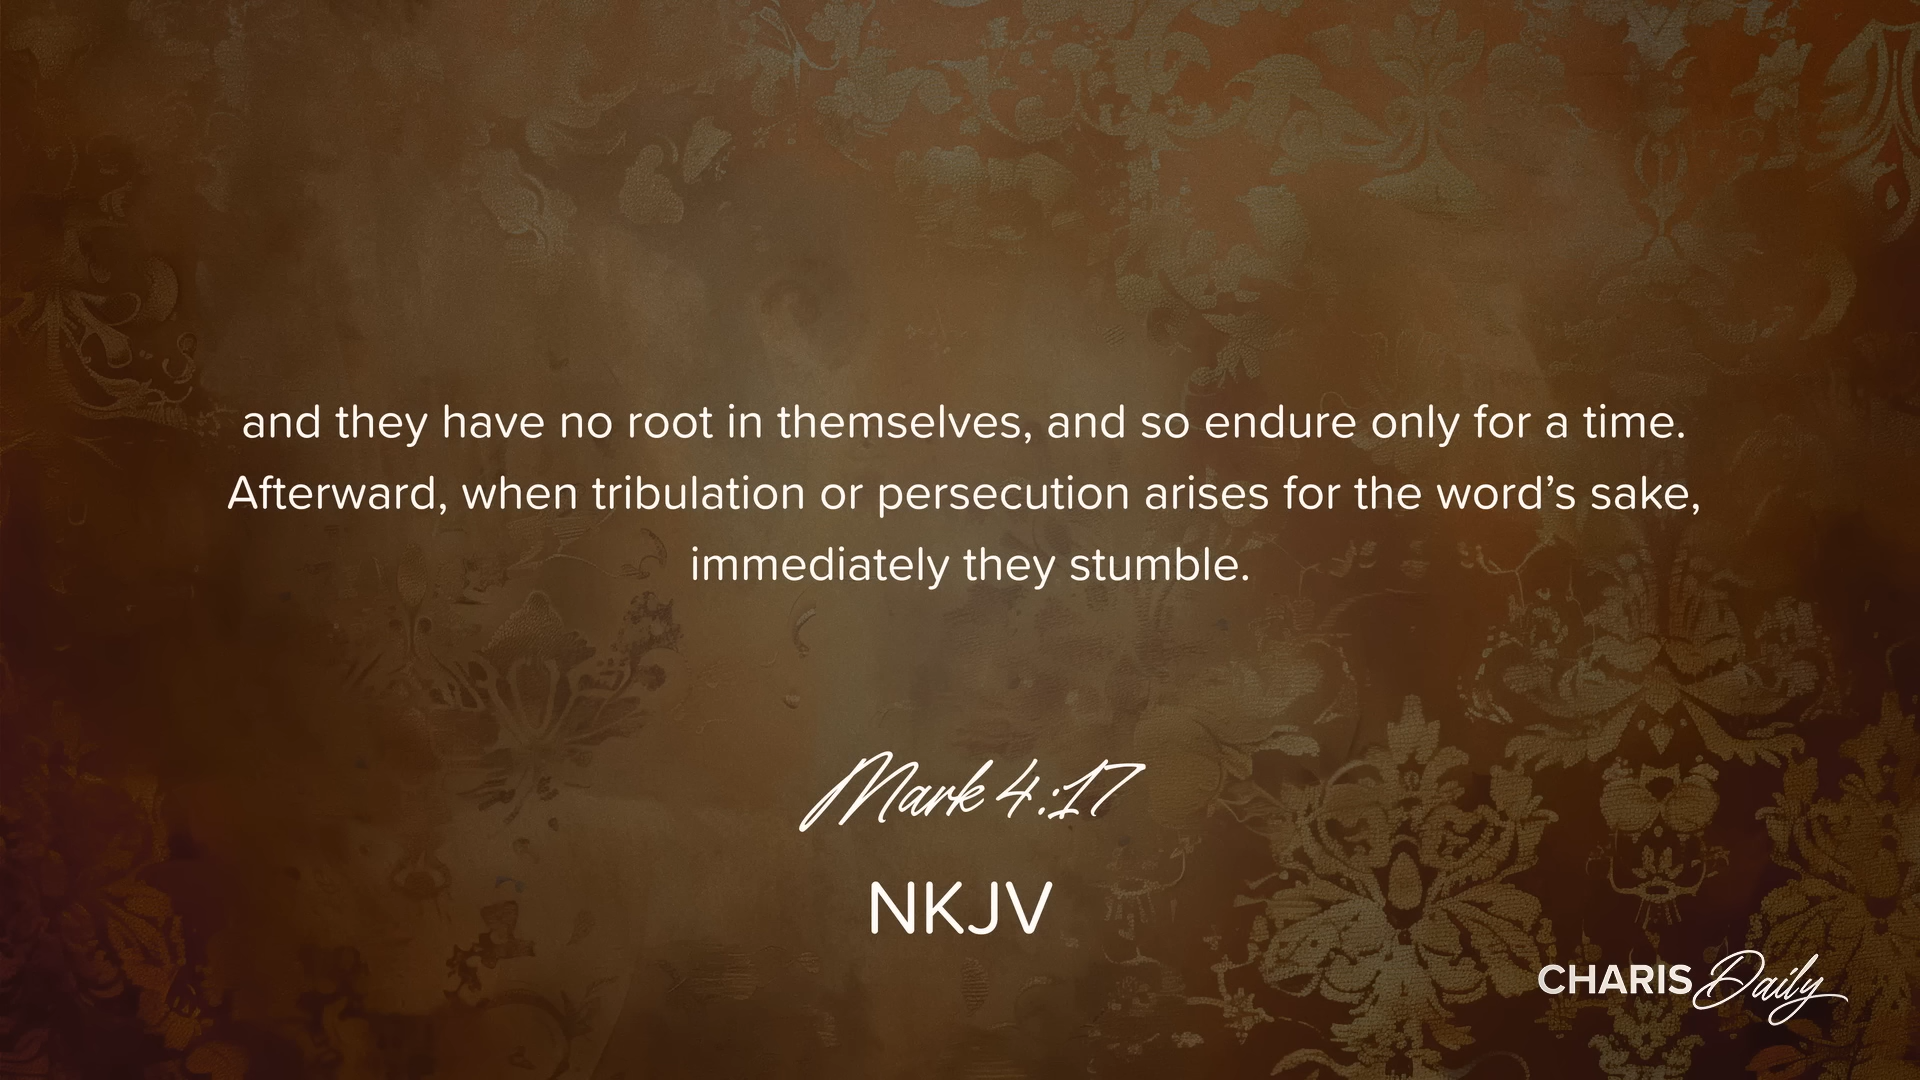 and they have no root in themselves, and so endure only for a time.
Afterward, when tribulation or persecution arises for the word’s sake,
immediately they stumble.
Mark 4:17
NKJV
CHARIS Daily